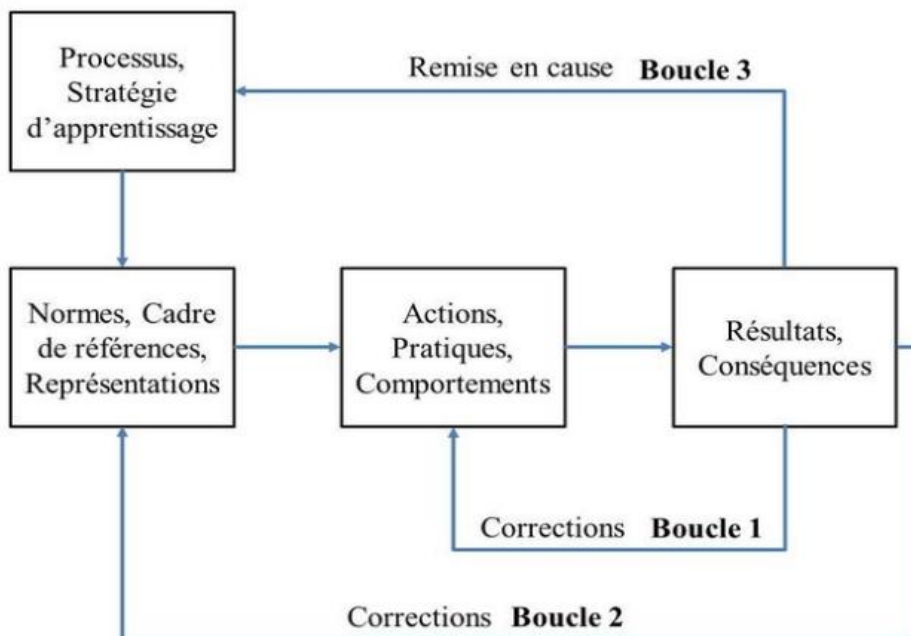 Processus,
Stratégie
d'apprentissage
Remise en cause Boucle 3
Normes, Cadre
de références,
Représentations
Actions,
Pratiques,
Comportements
Résultats,
Conséquences
Corrections Boucle 1
Corrections Boucle 2